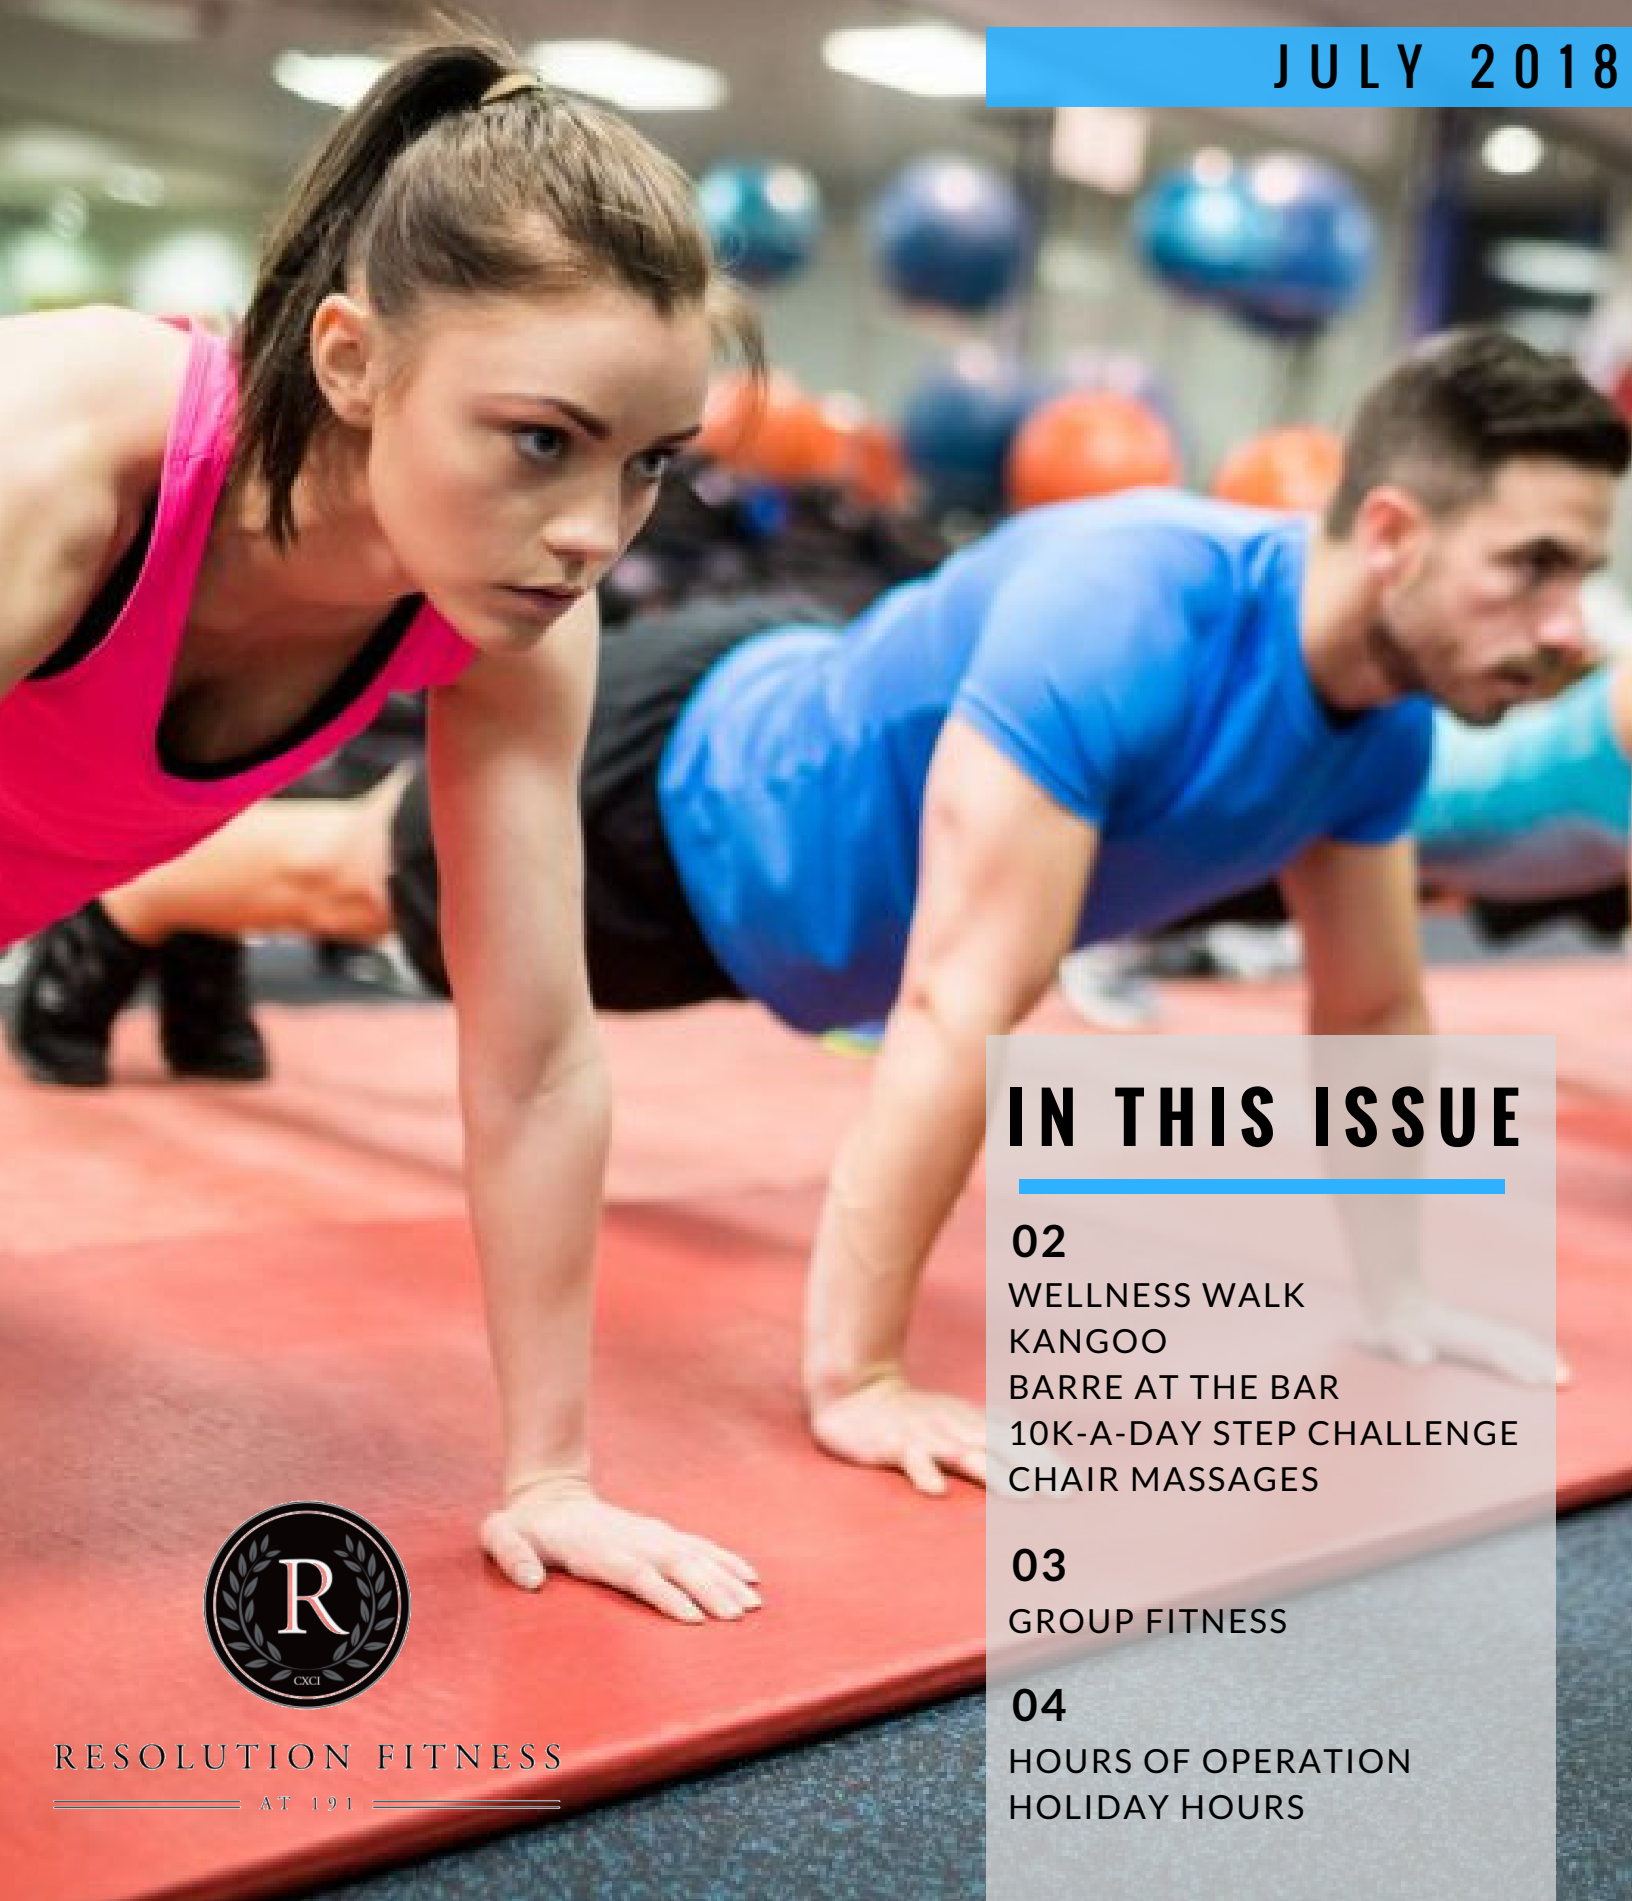 JULY 2018
IN THIS ISSUE
02
WELLNESS WALK
KANGOO
BARRE AT THE BAR
10K-A-DAY STEP CHALLENGE
CHAIR MASSAGES
03
GROUP FITNESS
04
HOURS OF OPERATION
HOLIDAY HOURS
R
CXCI
RESOLUTION FITNESS
AT 191